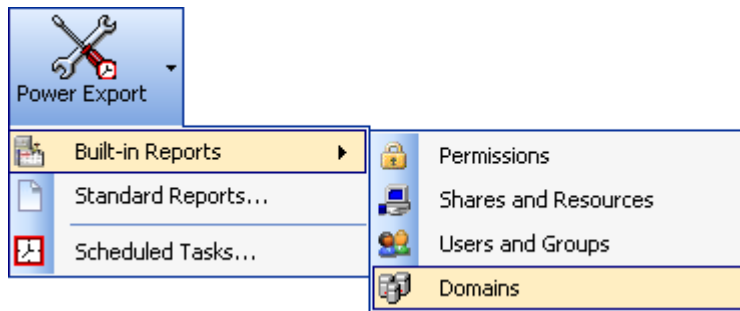 Power Export
Built-in Reports
Standard Reports...
Scheduled Tasks...
Permissions
Shares and Resources
Users and Groups
Domains